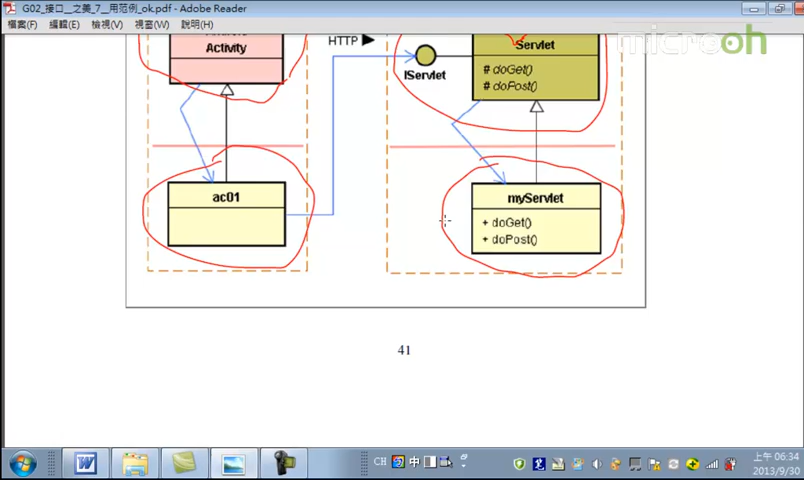 G02_接口__之美_7__用范例_ok.pdf - Adobe Reader
檔案(F) 編輯(E) 檢視(V) 視窗(W) 說明(H)
microoh
Activity
HTTP
IServlet
Servlet
# doGet()
# doPost()
ac01
myServlet
+ doGet()
+ doPost()
41
CH 中
上午 06:34
2013/9/30